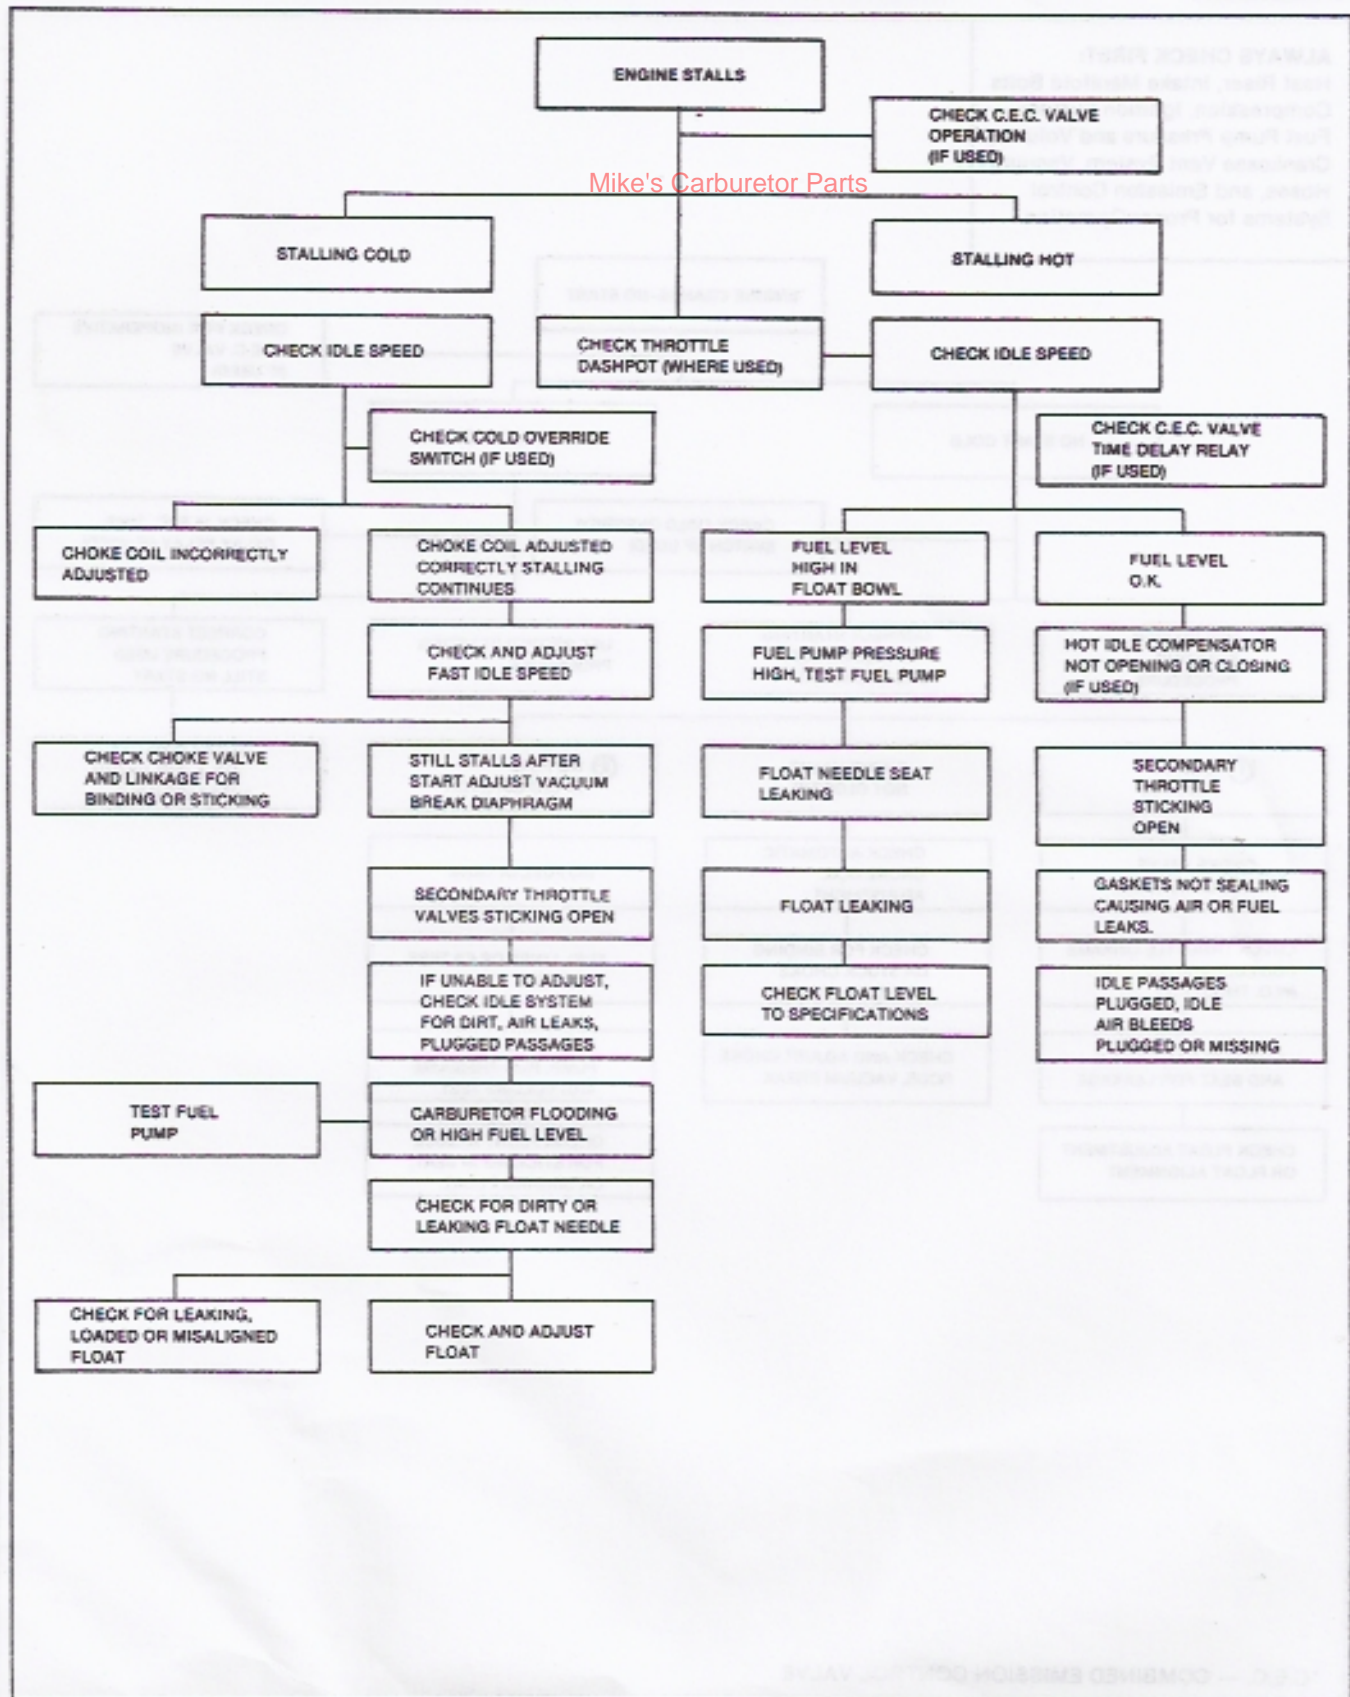 ENGINE STALLS
CHECK C.E.C. VALVE
OPERATION
(IF USED)
Mike's Carburetor Parts
STALLING COLD
STALLING HOT
CHECK IDLE SPEED
CHECK THROTTLE
DASHPOT (WHERE USED)
CHECK IDLE SPEED
CHECK COLD OVERRIDE
SWITCH (IF USED)
CHECK C.E.C. VALVE
TIME DELAY RELAY
(IF USED)
CHOKE COIL INCORRECTLY
ADJUSTED
CHOKE COIL ADJUSTED
CORRECTLY STALLING
CONTINUES
FUEL LEVEL
HIGH IN
FLOAT BOWL
FUEL LEVEL
O.K.
CHECK AND ADJUST
FAST IDLE SPEED
FUEL PUMP PRESSURE
HIGH, TEST FUEL PUMP
HOT IDLE COMPENSATOR
NOT OPENING OR CLOSING
(IF USED)
CHECK CHOKE VALVE
AND LINKAGE FOR
BINDING OR STICKING
STILL STALLS AFTER
START ADJUST VACUUM
BREAK DIAPHRAGM
FLOAT NEEDLE SEAT
LEAKING
SECONDARY
THROTTLE
STICKING
OPEN
SECONDARY THROTTLE
VALVES STICKING OPEN
FLOAT LEAKING
GASKETS NOT SEALING
CAUSING AIR OR FUEL
LEAKS.
IF UNABLE TO ADJUST,
CHECK IDLE SYSTEM
FOR DIRT, AIR LEAKS,
PLUGGED PASSAGES
CHECK FLOAT LEVEL
TO SPECIFICATIONS
IDLE PASSAGES
PLUGGED, IDLE
AIR BLEEDS
PLUGGED OR MISSING
TEST FUEL
PUMP
CARBURETOR FLOODING
OR HIGH FUEL LEVEL
CHECK FOR DIRTY OR
LEAKING FLOAT NEEDLE
CHECK FOR LEAKING,
LOADED OR MISALIGNED
FLOAT
CHECK AND ADJUST
FLOAT